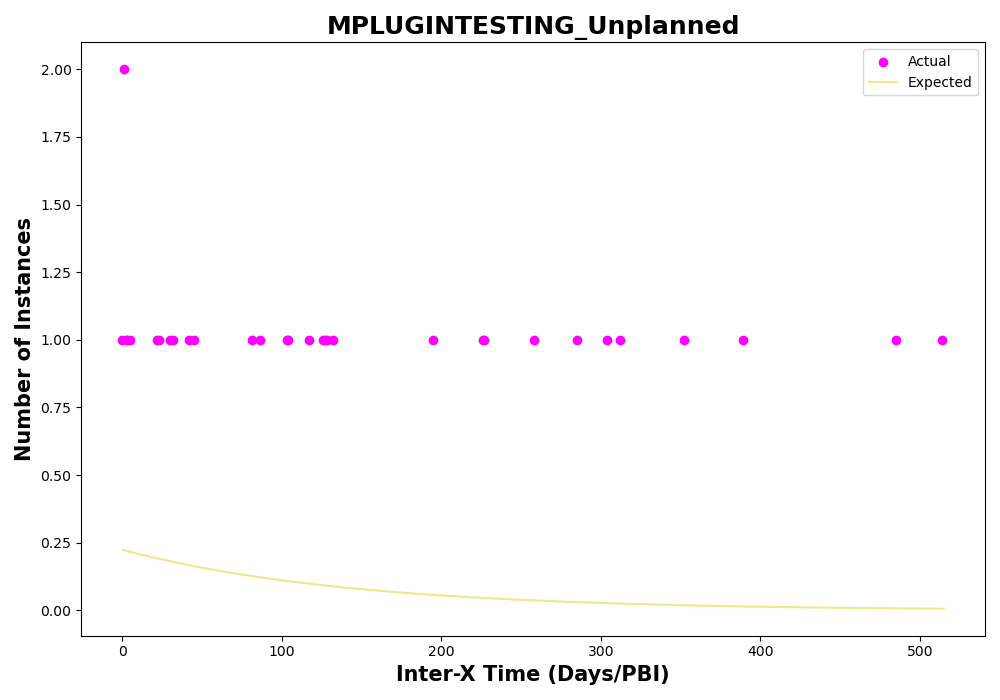 MPLUGINTESTING_Unplanned
Actual
Expected
2.00
1.75
1.50
1.25
1.00
0.75
0.50
0.25
0.00
Number of Instances
0 100 200 300 400 500
Inter-X Time (Days/PBI)